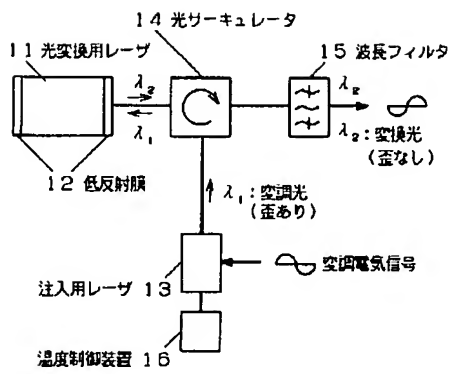 14 光サーキュレータ
11 光変換用レーザ
15 波長フィルタ
λ2
λ1
λ2
λ2:変換光
(歪なし)
12 低反射膜
λ1:変調光
(歪あり)
変調電気信号
注入用レーザ 13
温度制御装置 16